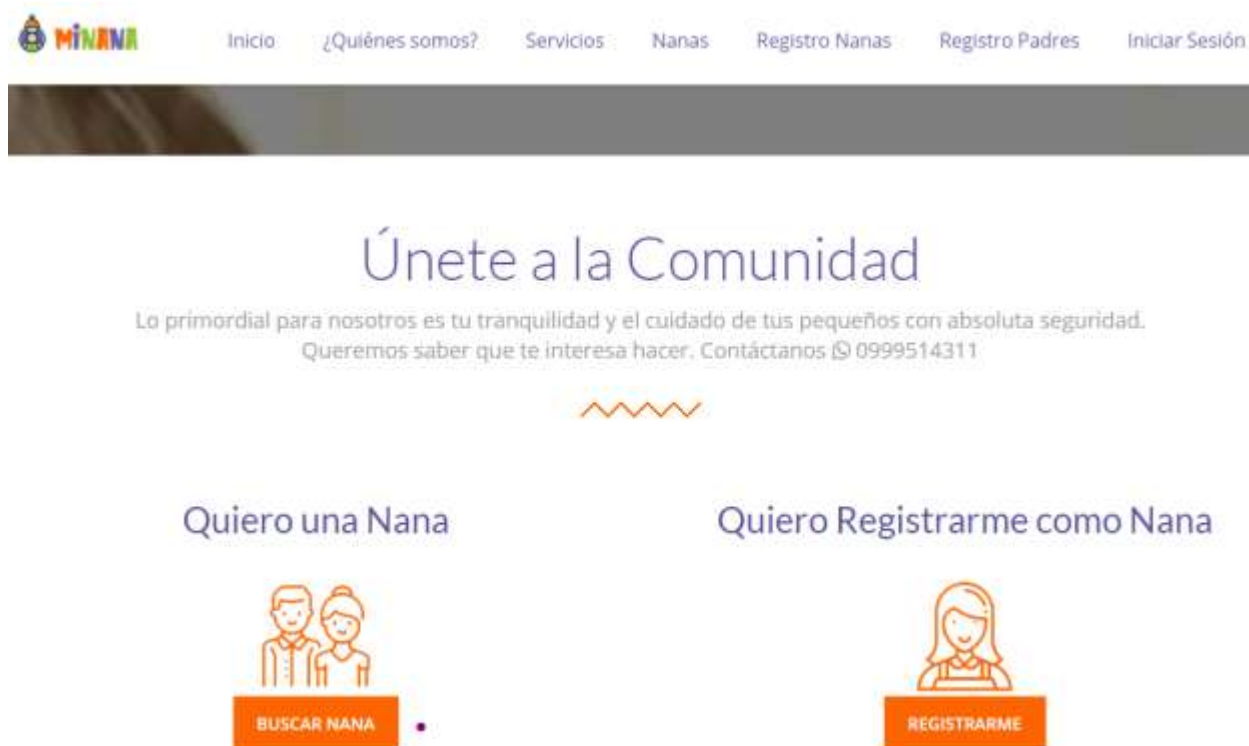 MiNANA
Inicio ¿Quiénes somos? Servicios Nanas Registro Nanas Registro Padres Iniciar Sesión
Únete a la Comunidad
Lo primordial para nosotros es tu tranquilidad y el cuidado de tus pequeños con absoluta seguridad.
Queremos saber que te interesa hacer. Contáctanos 0999514311
Quiero una Nana
Quiero Registrarme como Nana
BUSCAR NANA
REGISTRARME